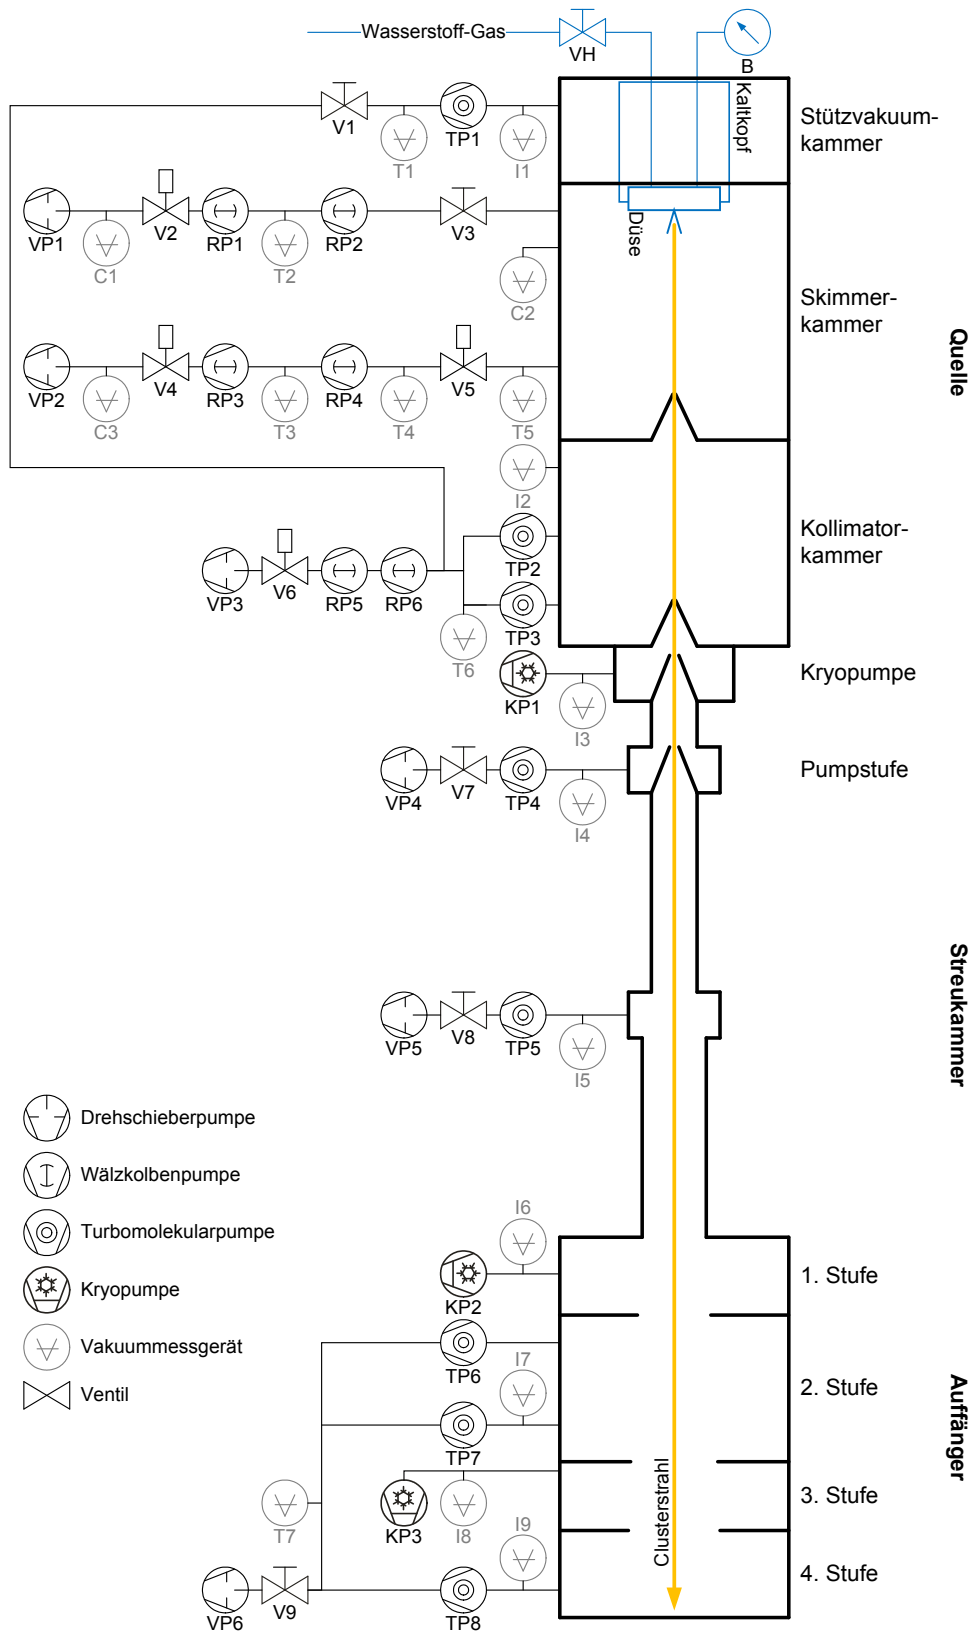 Wasserstoff-Gas
VH
B
Kaltkopf
Stützvakuum-
kammer
V1
T1
TP1
I1
VP1
C1
V2
RP1
T2
RP2
V3
Düse
C2
Skimmer-
kammer
Quelle
VP2
C3
V4
RP3
T3
RP4
T4
V5
T5
I2
Kollimator-
kammer
VP3
V6
RP5
RP6
TP2
TP3
T6
KP1
I3
Kryopumpe
VP4
V7
TP4
I4
Pumpstufe
Streukammer
VP5
V8
TP5
I5
Drehschieberpumpe
Wälzkolbenpumpe
Turbomolekularpumpe
Kryopumpe
Vakuummessgerät
Ventil
I6
KP2
1. Stufe
TP6
I7
2. Stufe
TP7
Auffänger
T7
KP3
I8
3. Stufe
Clusterstrahl
I9
VP6
V9
TP8
4. Stufe